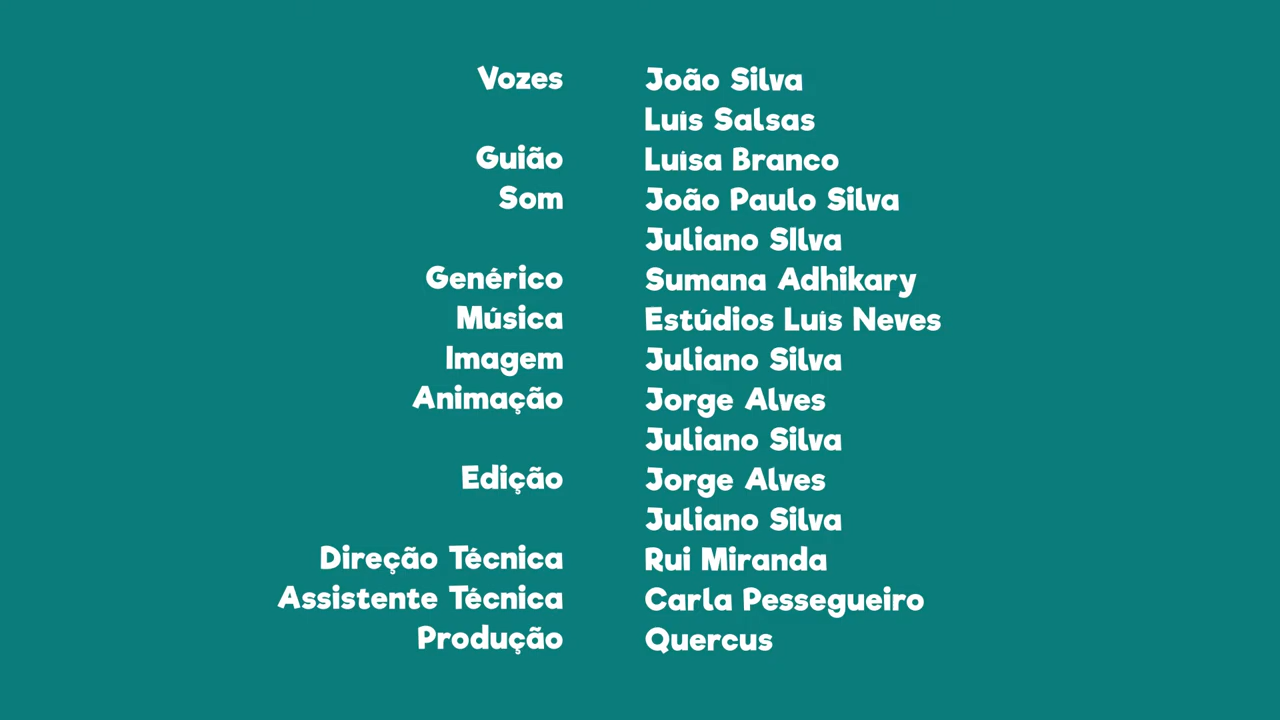 Vozes João Silva
Luís Salsas
Guião Luísa Branco
Som João Paulo Silva
Juliano SIlva
Genérico Sumana Adhikary
Música Estúdios Luís Neves
Imagem Juliano Silva
Animação Jorge Alves
Juliano Silva
Edição Jorge Alves
Juliano Silva
Direção Técnica Rui Miranda
Assistente Técnica Carla Pessegueiro
Produção Quercus